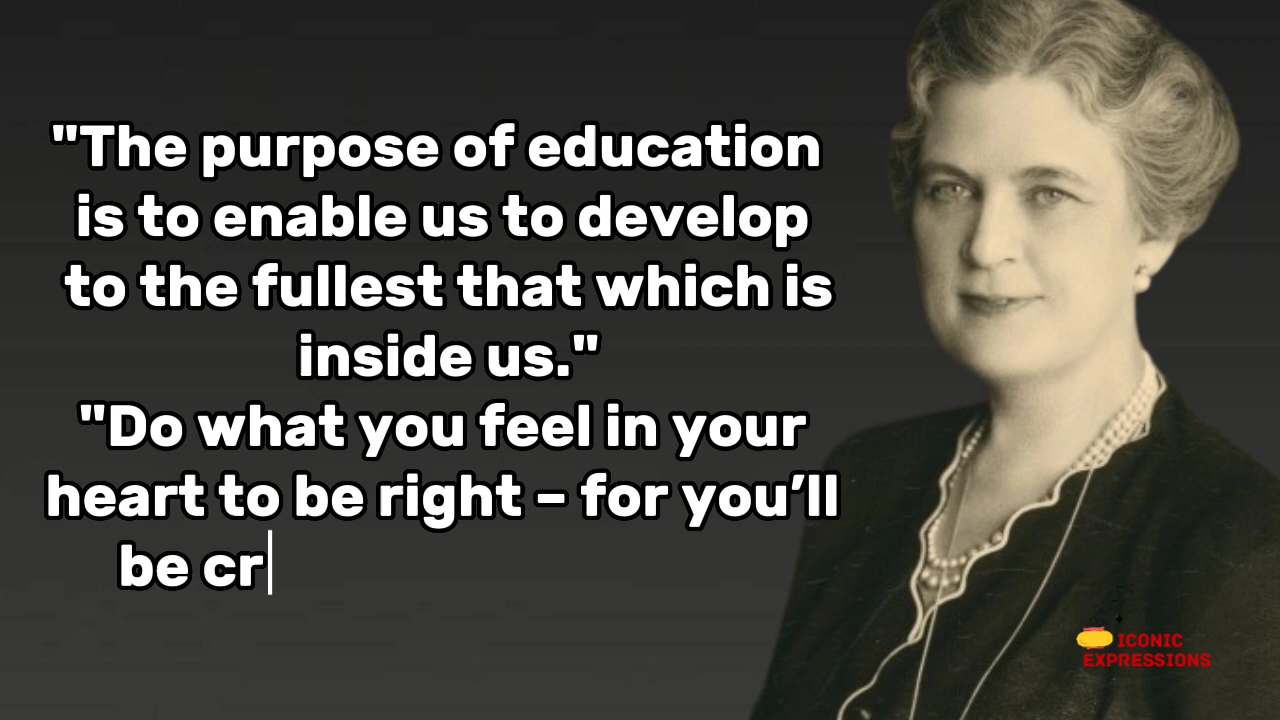 "The purpose of education
is to enable us to develop
to the fullest that which is
inside us."
"Do what you feel in your
heart to be right – for you’ll
be cr
ICONIC
EXPRESSIONS